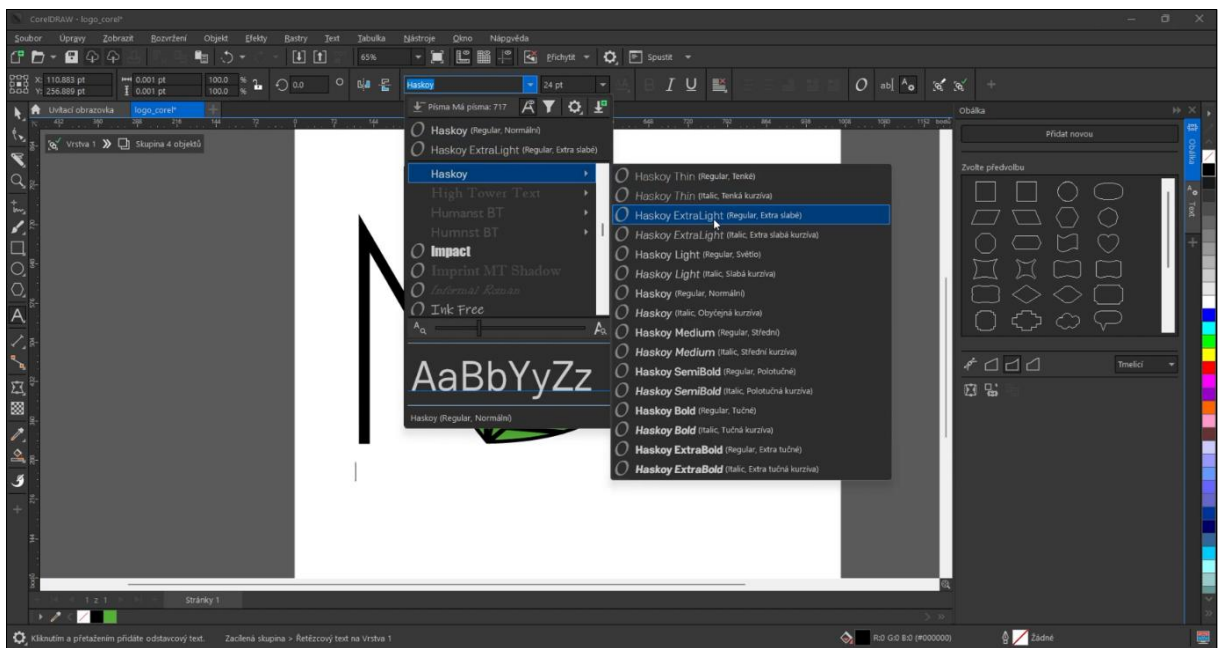 CorelDRAW - logo_corel*
Soubor Úpravy Zobrazit Rozvržení Objekt Efekty Rastry Text Tabulka Nástroje Okno Nápověda
65% Přichytit Spustit
X: 110.883 pt 0.001 pt 100.0 % 0.0 Haskoy 24 pt
Y: 256.889 pt 0.001 pt 100.0 %
Uvítací obrazovka logo_corel*
Písma Má písma: 717
Obálka
Přidat novou
Vrstva 1 Skupina 4 objektů
Haskoy (Regular, Normální)
Haskoy ExtraLight (Regular, Extra slabé)
Zvolte předvolbu
Haskoy
High Tower Text
Humanst BT
Humnst BT
Impact
Imprint MT Shadow
Informal Roman
Ink Free
Haskoy Thin (Regular, Tenké)
Haskoy Thin (Italic, Tenká kurzíva)
Haskoy ExtraLight (Regular, Extra slabé)
Haskoy ExtraLight (Italic, Extra slabá kurzíva)
Haskoy Light (Regular, Světlo)
Haskoy Light (Italic, Slabá kurzíva)
Haskoy (Regular, Normální)
Haskoy (Italic, Obyčejná kurzíva)
Haskoy Medium (Regular, Střední)
Haskoy Medium (Italic, Střední kurzíva)
Haskoy SemiBold (Regular, Polotučné)
Haskoy SemiBold (Italic, Polotučná kurzíva)
Haskoy Bold (Regular, Tučné)
Haskoy Bold (Italic, Tučná kurzíva)
Haskoy ExtraBold (Regular, Extra tučné)
Haskoy ExtraBold (Italic, Extra tučná kurzíva)
AaBbYyZz
Haskoy (Regular, Normální)
Tmelicí
Obálka
Text
1 z 1 Stránky 1
Kliknutím a přetažením přidáte odstavcový text. Zacílená skupina > Řetězcový text na Vrstva 1 R:0 G:0 B:0 (#000000) Žádné